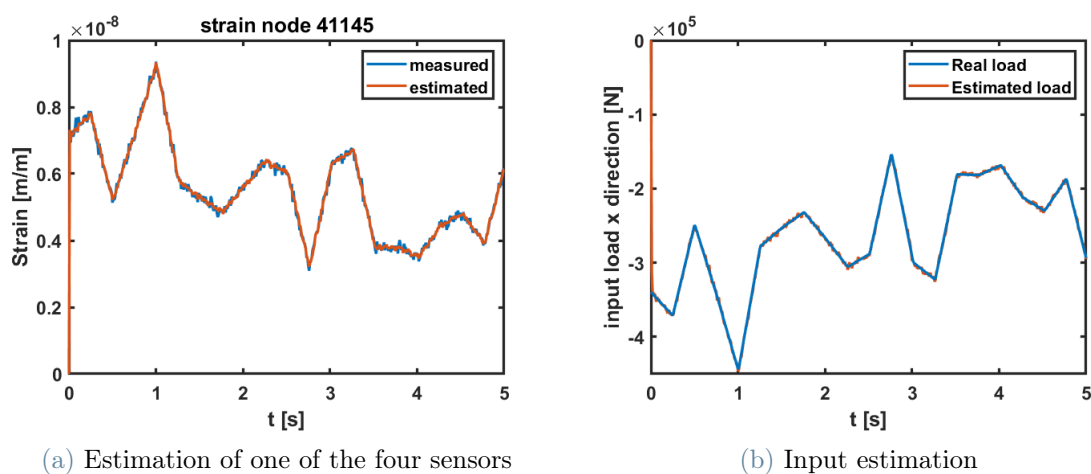 ×10^-8
strain node 41145
1
0.8
0.6
0.4
0.2
0
0 1 2 3 4 5
Strain [m/m]
t [s]
measured
estimated
(a) Estimation of one of the four sensors
×10^5
0
-1
-2
-3
-4
0 1 2 3 4 5
input load x direction [N]
t [s]
Real load
Estimated load
(b) Input estimation